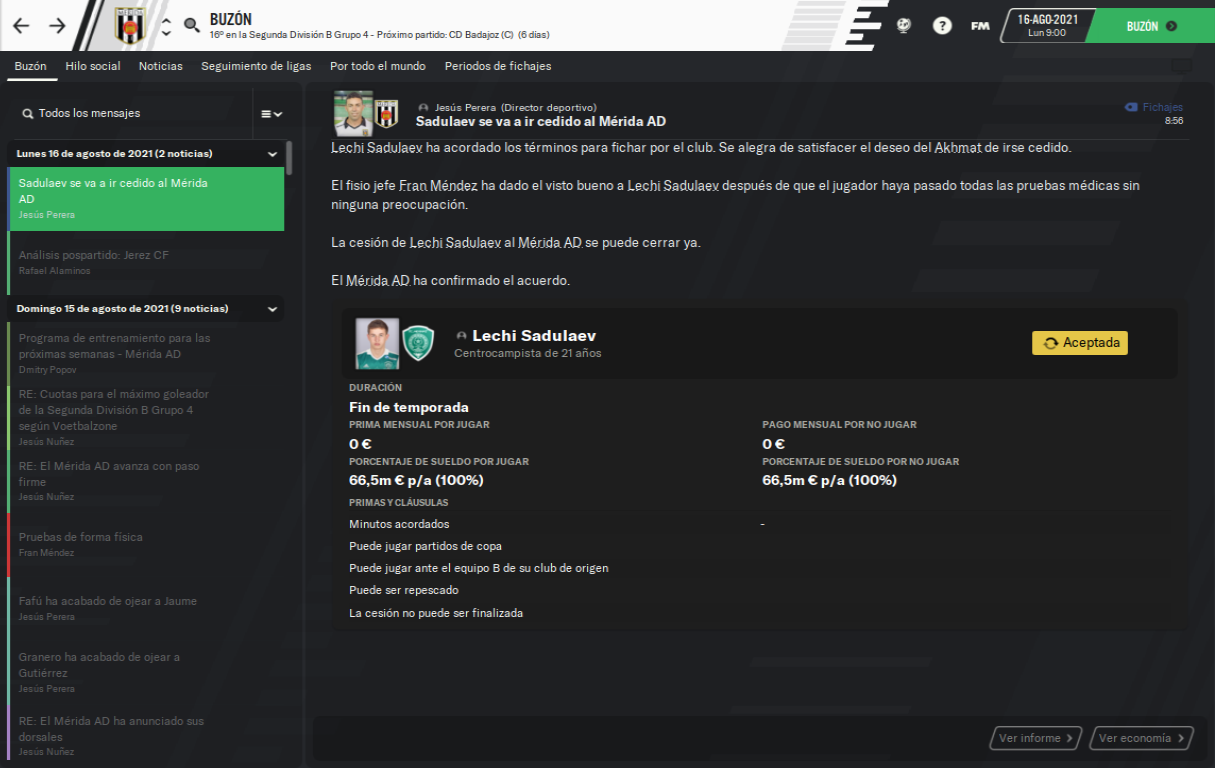 BUZÓN
16º en la Segunda División B Grupo 4 - Próximo partido: CD Badajoz (C) (6 días)
FM
16-AGO-2021
Lun 9:00
BUZÓN
Buzón
Hilo social
Noticias
Seguimiento de ligas
Por todo el mundo
Periodos de fichajes
Todos los mensajes
Lunes 16 de agosto de 2021 (2 noticias)
Sadulaev se va a ir cedido al Mérida
AD
Jesús Perera
Análisis pospartido: Jerez CF
Rafael Alaminos
Domingo 15 de agosto de 2021 (9 noticias)
Programa de entrenamiento para las
próximas semanas - Mérida AD
Dmitry Popov
RE: Cuotas para el máximo goleador
de la Segunda División B Grupo 4
según Voetbalzone
Jesús Nuñez
RE: El Mérida AD avanza con paso
firme
Jesús Nuñez
Pruebas de forma física
Fran Méndez
Fafú ha acabado de ojear a Jaume
Jesús Perera
Granero ha acabado de ojear a
Gutiérrez
Jesús Perera
RE: El Mérida AD ha anunciado sus
dorsales
Jesús Nuñez
Jesús Perera (Director deportivo)
Sadulaev se va a ir cedido al Mérida AD
Fichajes
8:56
Lechi Sadulaev ha acordado los términos para fichar por el club. Se alegra de satisfacer el deseo del Akhmat de irse cedido.
El fisio jefe Fran Méndez ha dado el visto bueno a Lechi Sadulaev después de que el jugador haya pasado todas las pruebas médicas sin
ninguna preocupación.
La cesión de Lechi Sadulaev al Mérida AD se puede cerrar ya.
El Mérida AD ha confirmado el acuerdo.
Lechi Sadulaev
Centrocampista de 21 años
Aceptada
DURACIÓN
Fin de temporada
PRIMA MENSUAL POR JUGAR
PAGO MENSUAL POR NO JUGAR
0 €
0 €
PORCENTAJE DE SUELDO POR JUGAR
PORCENTAJE DE SUELDO POR NO JUGAR
66,5m € p/a (100%)
66,5m € p/a (100%)
PRIMAS Y CLÁUSULAS
Minutos acordados
-
Puede jugar partidos de copa
Puede jugar ante el equipo B de su club de origen
Puede ser repescado
La cesión no puede ser finalizada
Ver informe
Ver economía